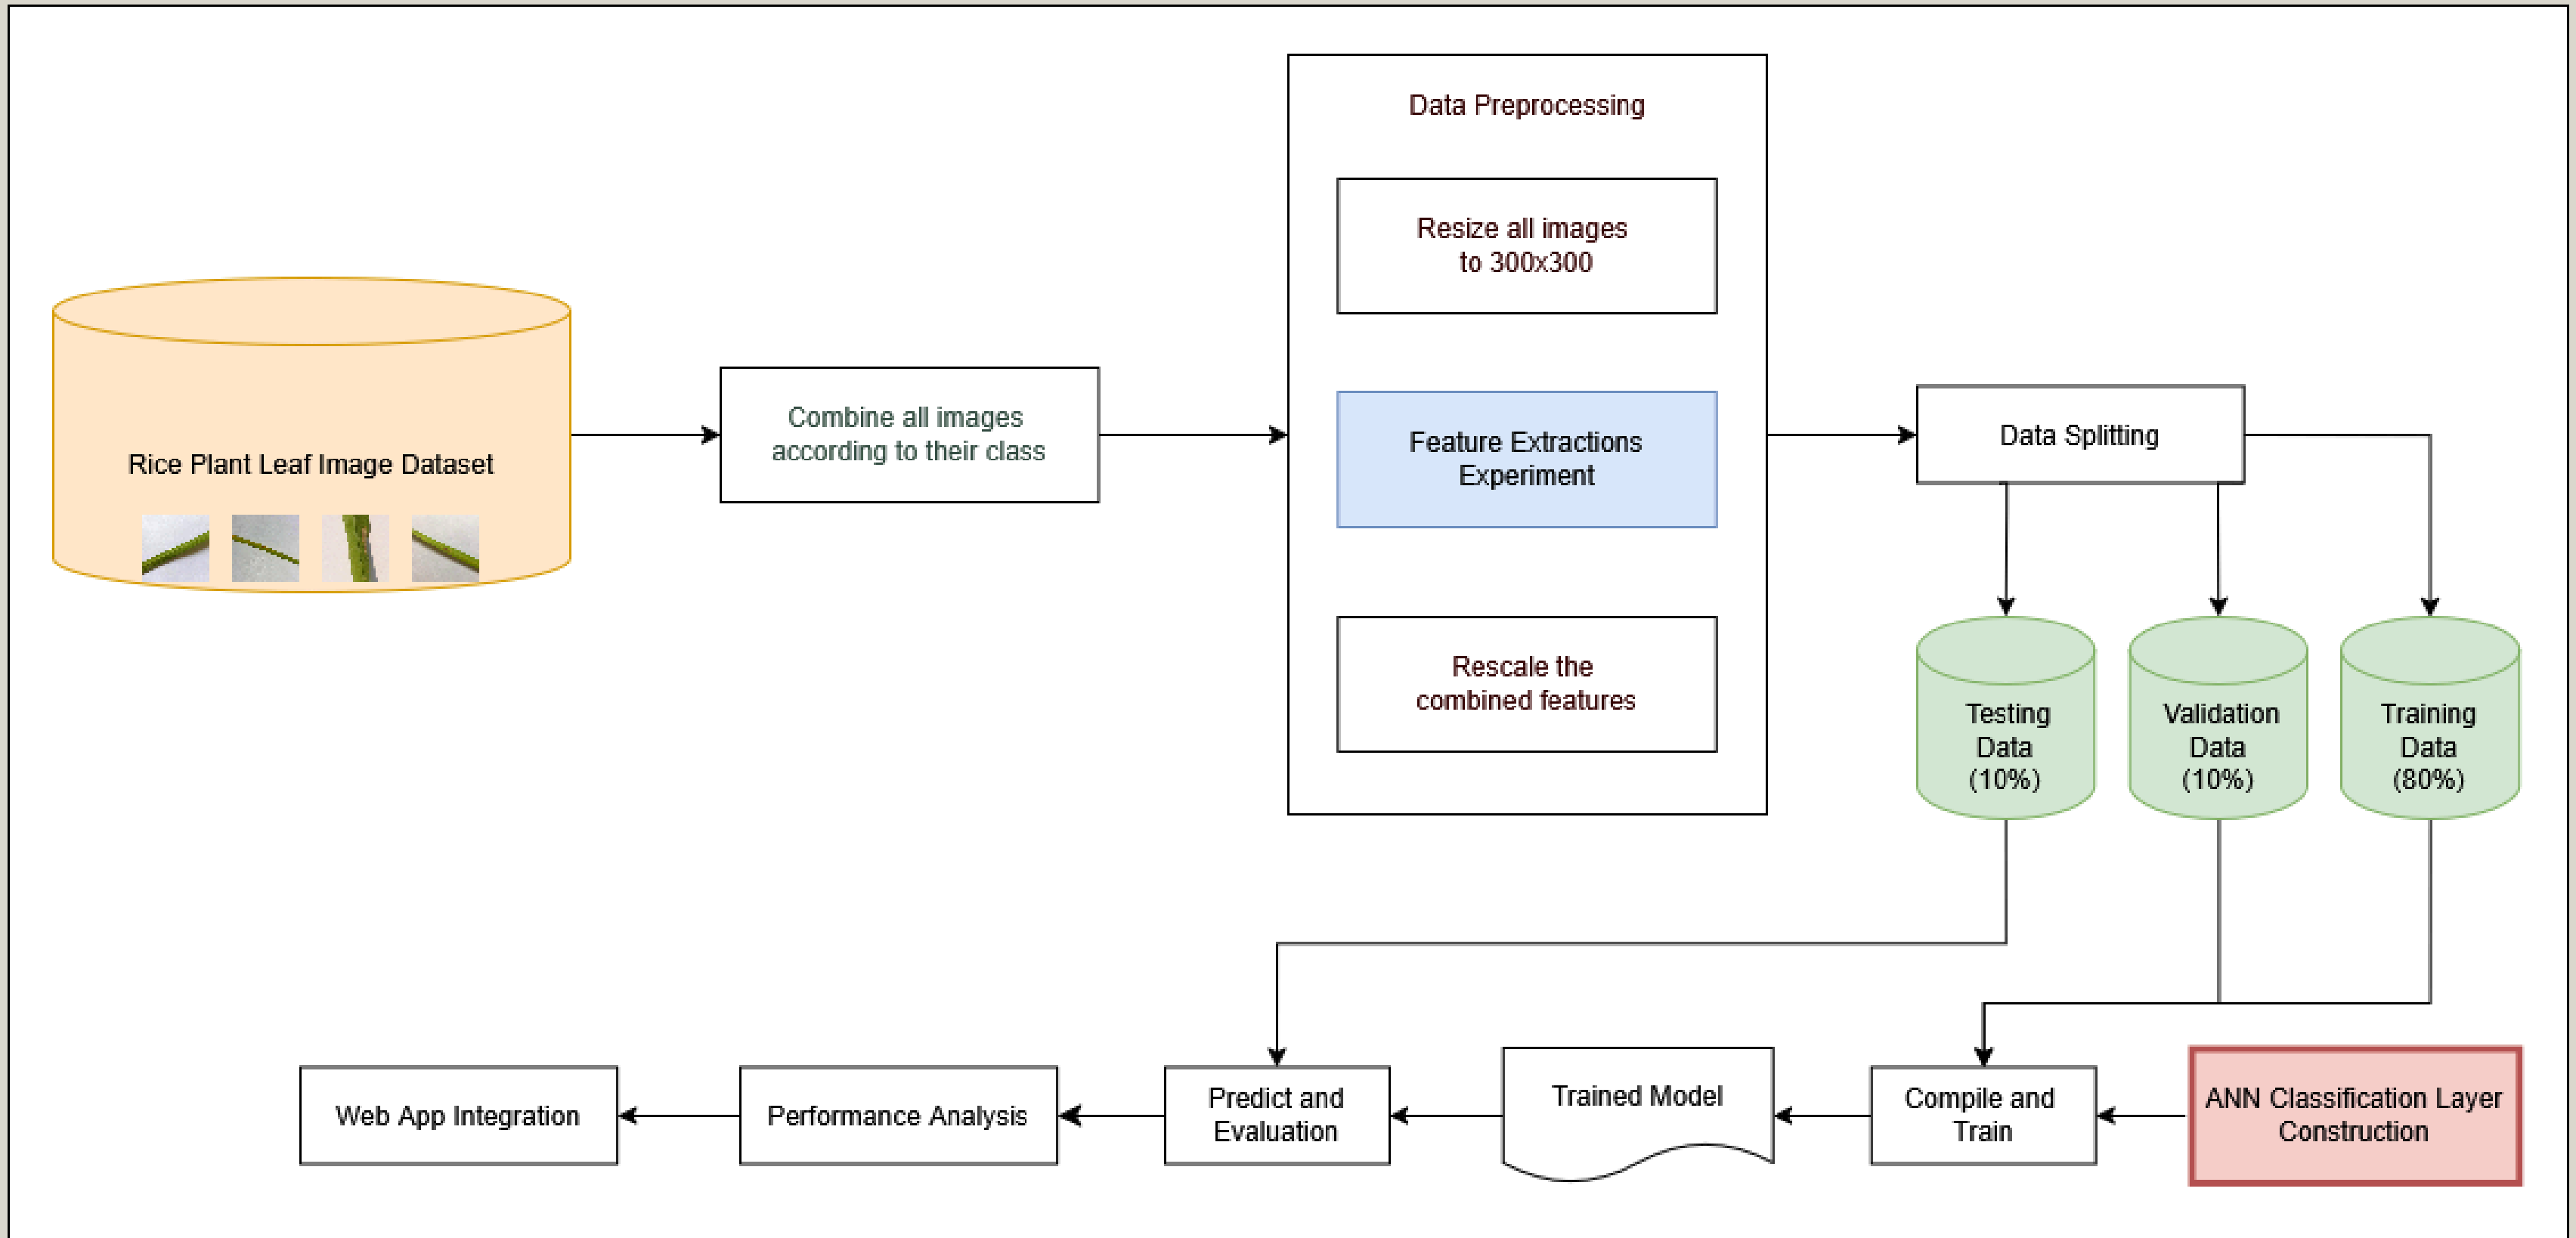 Data Preprocessing
Resize all images
to 300x300
Rice Plant Leaf Image Dataset
Combine all images
according to their class
Feature Extractions
Experiment
Rescale the
combined features
Data Splitting
Testing
Data
(10%)
Validation
Data
(10%)
Training
Data
(80%)
Web App Integration
Performance Analysis
Predict and
Evaluation
Trained Model
Compile and
Train
ANN Classification Layer
Construction